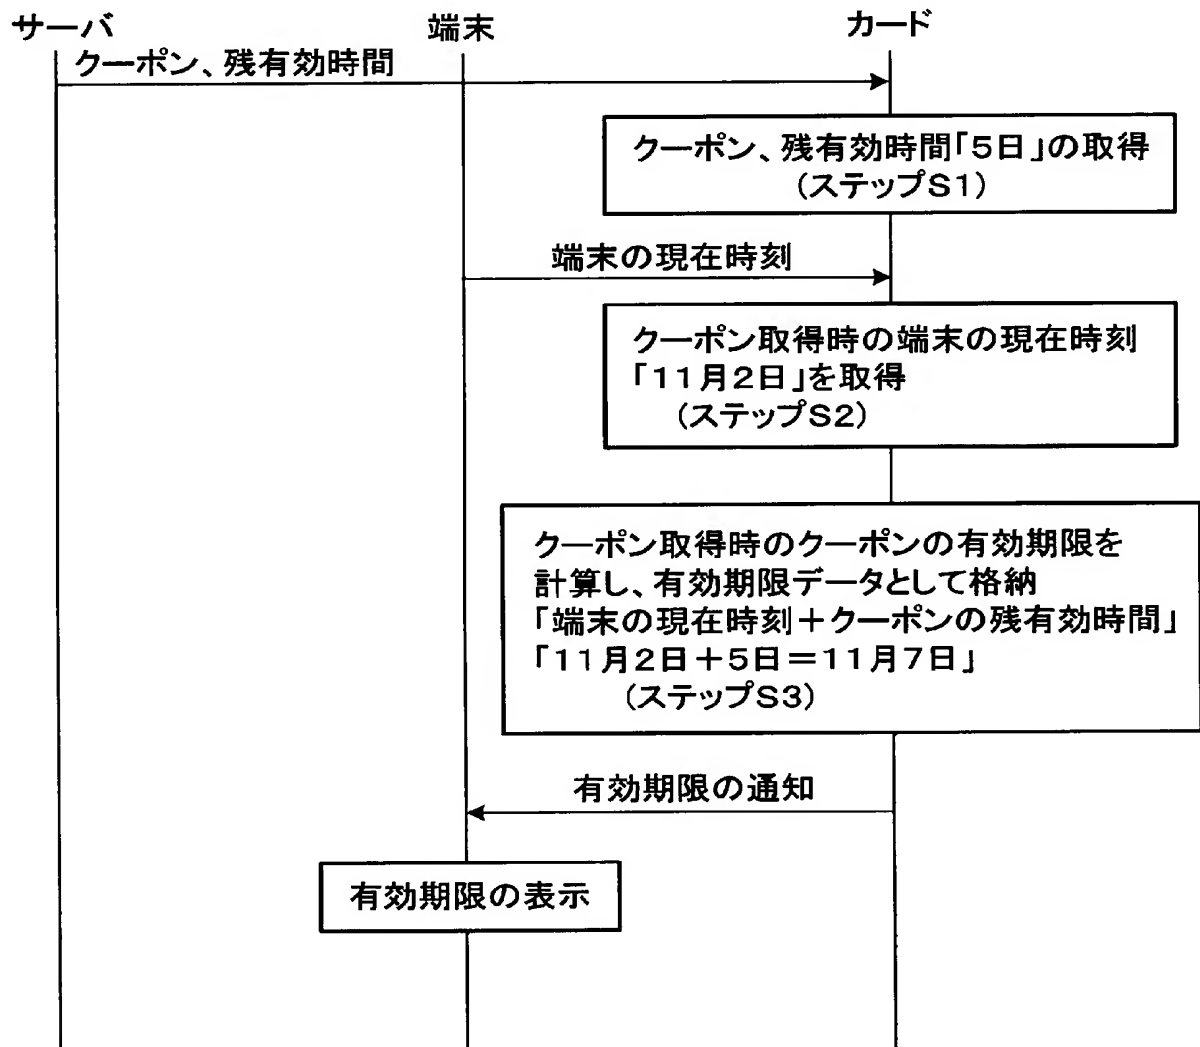 サーバ
端末
カード
クーポン、残有効時間
クーポン、残有効時間「5日」の取得
(ステップS1)
端末の現在時刻
クーポン取得時の端末の現在時刻
「11月2日」を取得
(ステップS2)
クーポン取得時のクーポンの有効期限を
計算し、有効期限データとして格納
「端末の現在時刻+クーポンの残有効時間」
「11月2日+5日=11月7日」
(ステップS3)
有効期限の通知
有効期限の表示